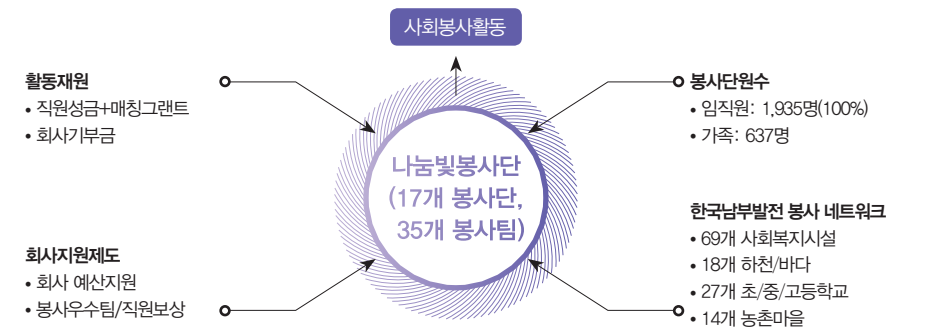 사회봉사활동
활동재원
• 직원성금+매칭그랜트
• 회사기부금
봉사단원수
• 임직원: 1,935명(100%)
• 가족: 637명
나눔빛봉사단
(17개 봉사단,
35개 봉사팀)
회사지원제도
• 회사 예산지원
• 봉사우수팀/직원보상
한국남부발전 봉사 네트워크
• 69개 사회복지시설
• 18개 하천/바다
• 27개 초/중/고등학교
• 14개 농촌마을